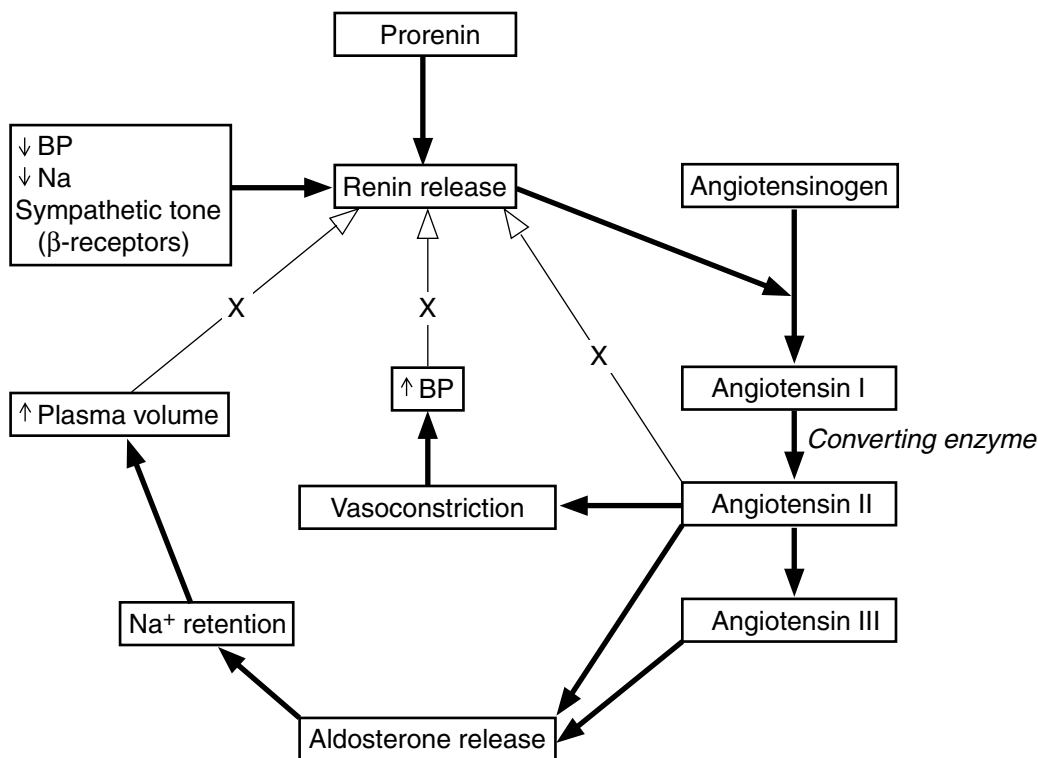 Prorenin
↓ BP
↓ Na
Sympathetic tone
(β-receptors)
Renin release
Angiotensinogen
X
X
X
↑ Plasma volume
↑ BP
Angiotensin I
Converting enzyme
Vasoconstriction
Angiotensin II
Na⁺ retention
Angiotensin III
Aldosterone release